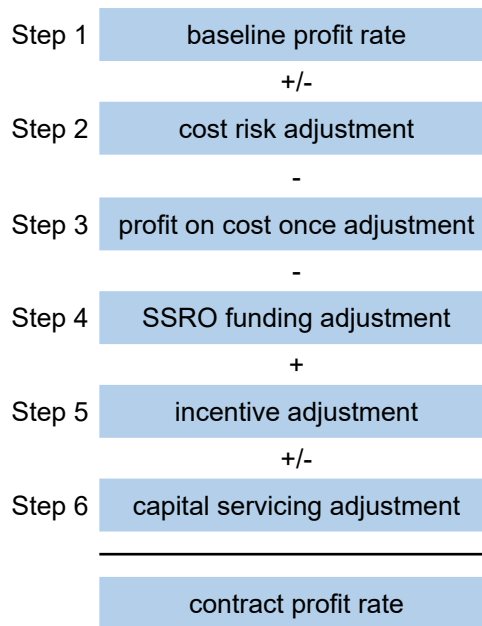 Step 1 baseline profit rate
+/-
Step 2 cost risk adjustment
-
Step 3 profit on cost once adjustment
-
Step 4 SSRO funding adjustment
+
Step 5 incentive adjustment
+/-
Step 6 capital servicing adjustment
contract profit rate